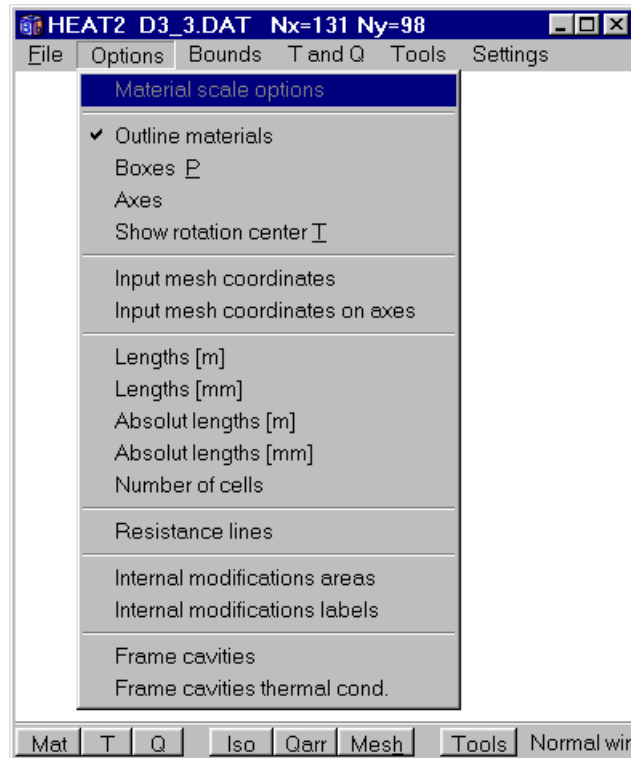 HEAT2 D3_3.DAT Nx=131 Ny=98
File Options Bounds T and Q Tools Settings
Material scale options
Outline materials
Boxes P
Axes
Show rotation center T
Input mesh coordinates
Input mesh coordinates on axes
Lengths [m]
Lengths [mm]
Absolut lengths [m]
Absolut lengths [mm]
Number of cells
Resistance lines
Internal modifications areas
Internal modifications labels
Frame cavities
Frame cavities thermal cond.
Mat T Q Iso Qarr Mesh Tools Normal wir